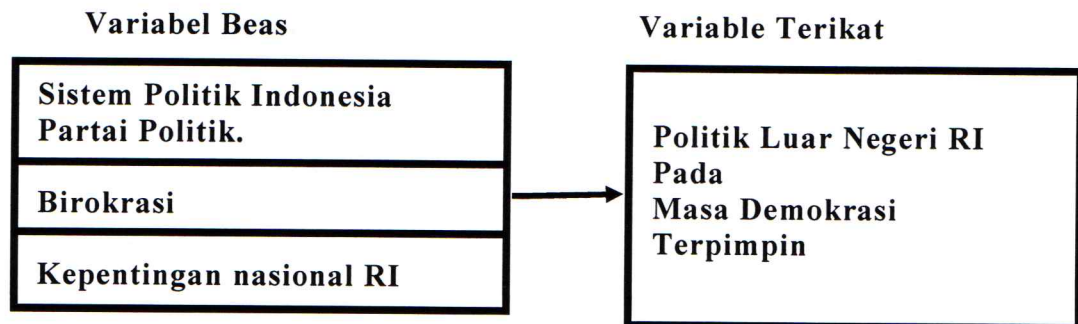 Variabel Beas
Sistem Politik Indonesia
Partai Politik.
Birokrasi
Kepentingan nasional RI
Variable Terikat
Politik Luar Negeri RI
Pada
Masa Demokrasi
Terpimpin